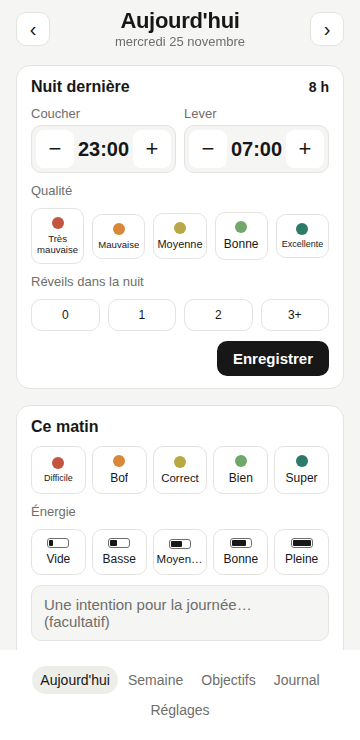 ‹ Aujourd'hui ›
mercredi 25 novembre
Nuit dernière 8 h
Coucher Lever
− 23:00 + − 07:00 +
Qualité
Très mauvaise Mauvaise Moyenne Bonne Excellente
Réveils dans la nuit
0 1 2 3+
Enregistrer
Ce matin
Difficile Bof Correct Bien Super
Énergie
Vide Basse Moyen… Bonne Pleine
Une intention pour la journée…
(facultatif)
Aujourd'hui Semaine Objectifs Journal
Réglages